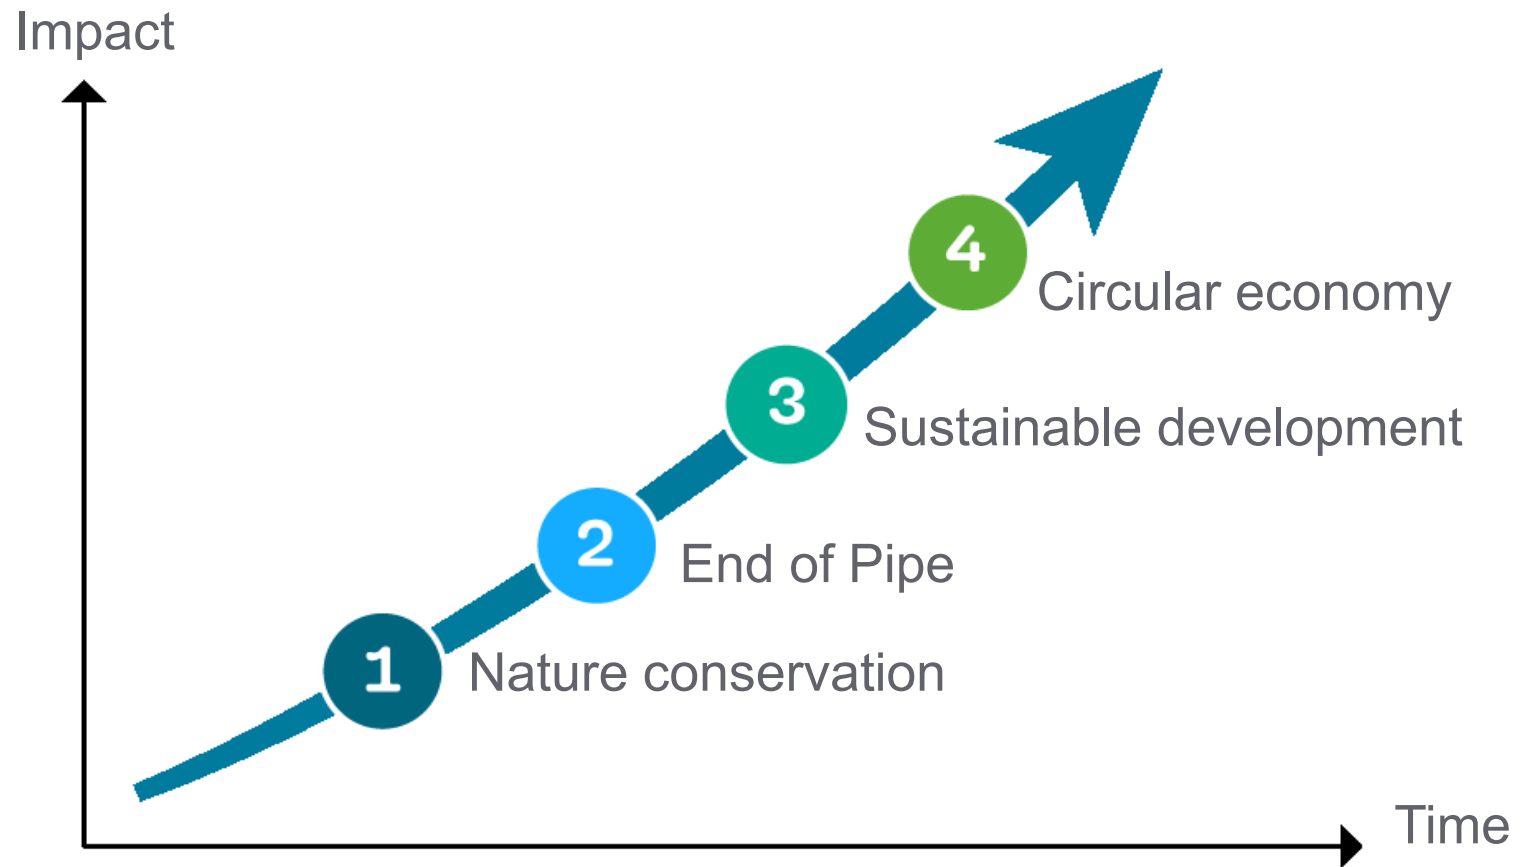 Impact
4
Circular economy
3
Sustainable development
2
End of Pipe
1
Nature conservation
Time